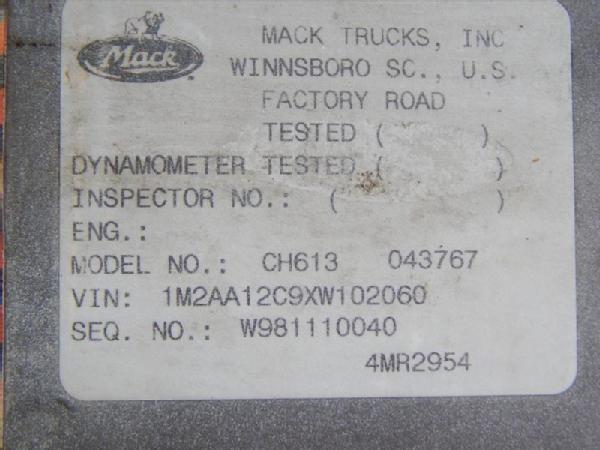 Mack
MACK TRUCKS, INC
WINNSBORO SC., U.S.
FACTORY ROAD
TESTED ( )
DYNAMOMETER TESTED ( )
INSPECTOR NO.: ( )
ENG.:
MODEL NO.: CH613 043767
VIN: 1M2AA12C9XW102060
SEQ. NO.: W981110040
4MR2954